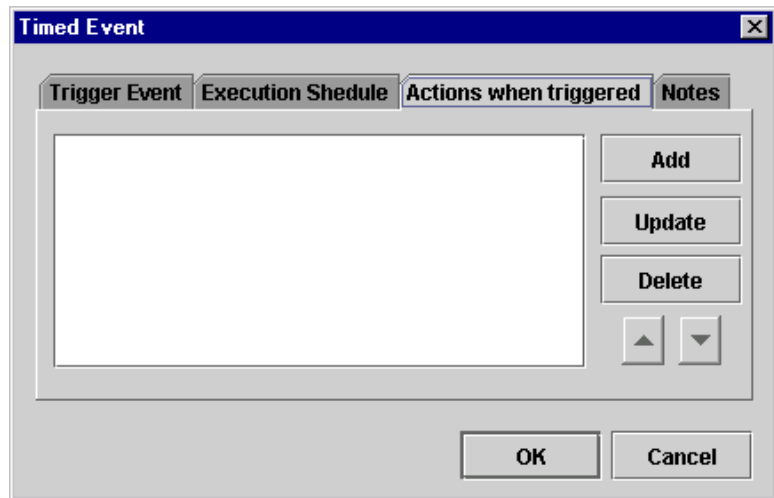 Timed Event
Trigger Event Execution Shedule Actions when triggered Notes
Add
Update
Delete
OK Cancel